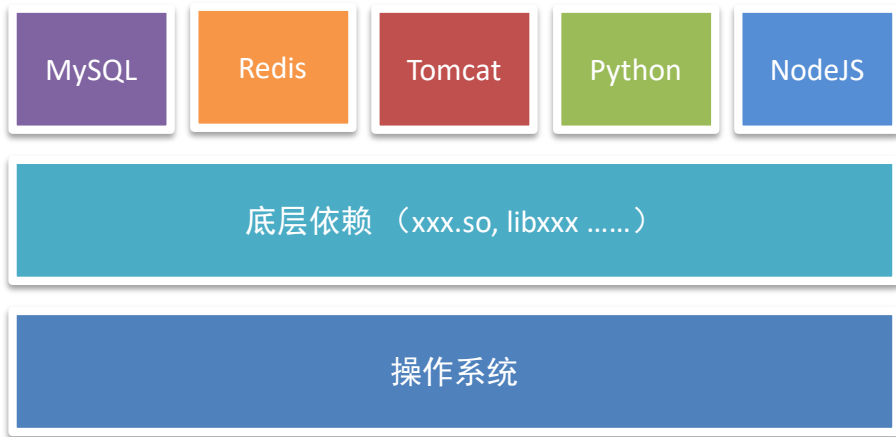 MySQL Redis Tomcat Python NodeJS
底层依赖 （xxx.so, libxxx ……）
操作系统